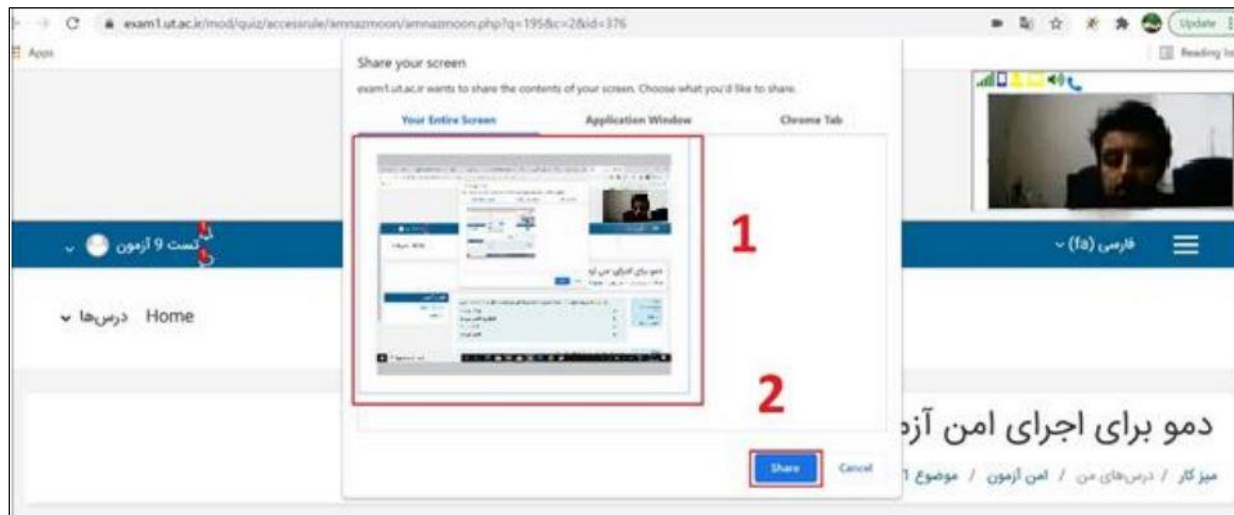 exam1.ut.ac.ir/mod/quiz/accessrule/amnazmoon/amnazmoon.php?q=195&c=2&id=376
Update
Apps
Reading list
Share your screen
exam1.ut.ac.ir wants to share the contents of your screen. Choose what you'd like to share.
Your Entire Screen Application Window Chrome Tab
1
فارسی (fa)
تست 9 آزمون
Home درس‌ها
2
Share Cancel
دمو برای اجرای امن آزم
میز کار / درس‌های من / امن آزمون / موضوع